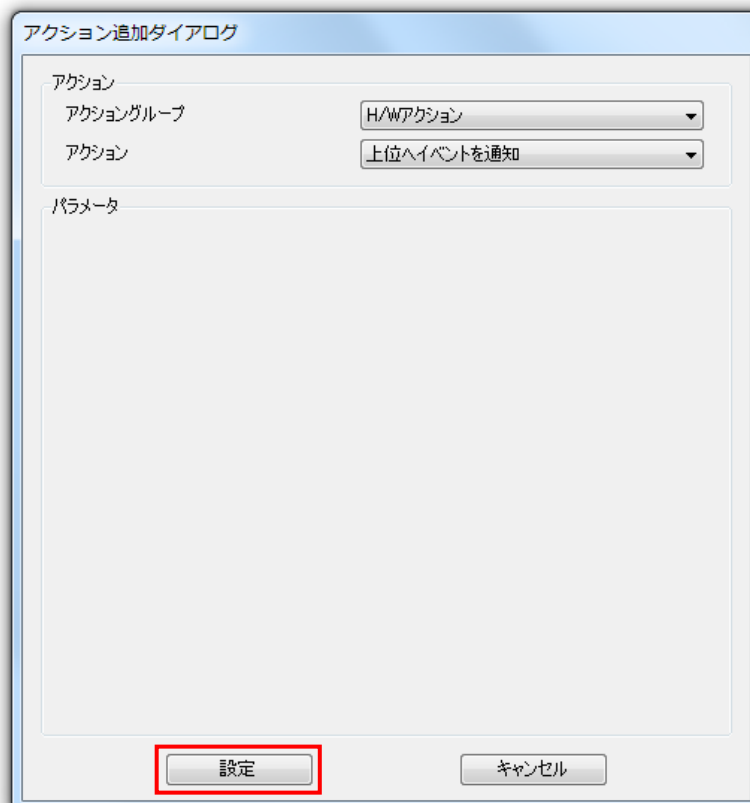 アクション追加ダイアログ
アクション
アクショングループ
H/Wアクション
アクション
上位へイベントを通知
パラメータ
設定
キャンセル